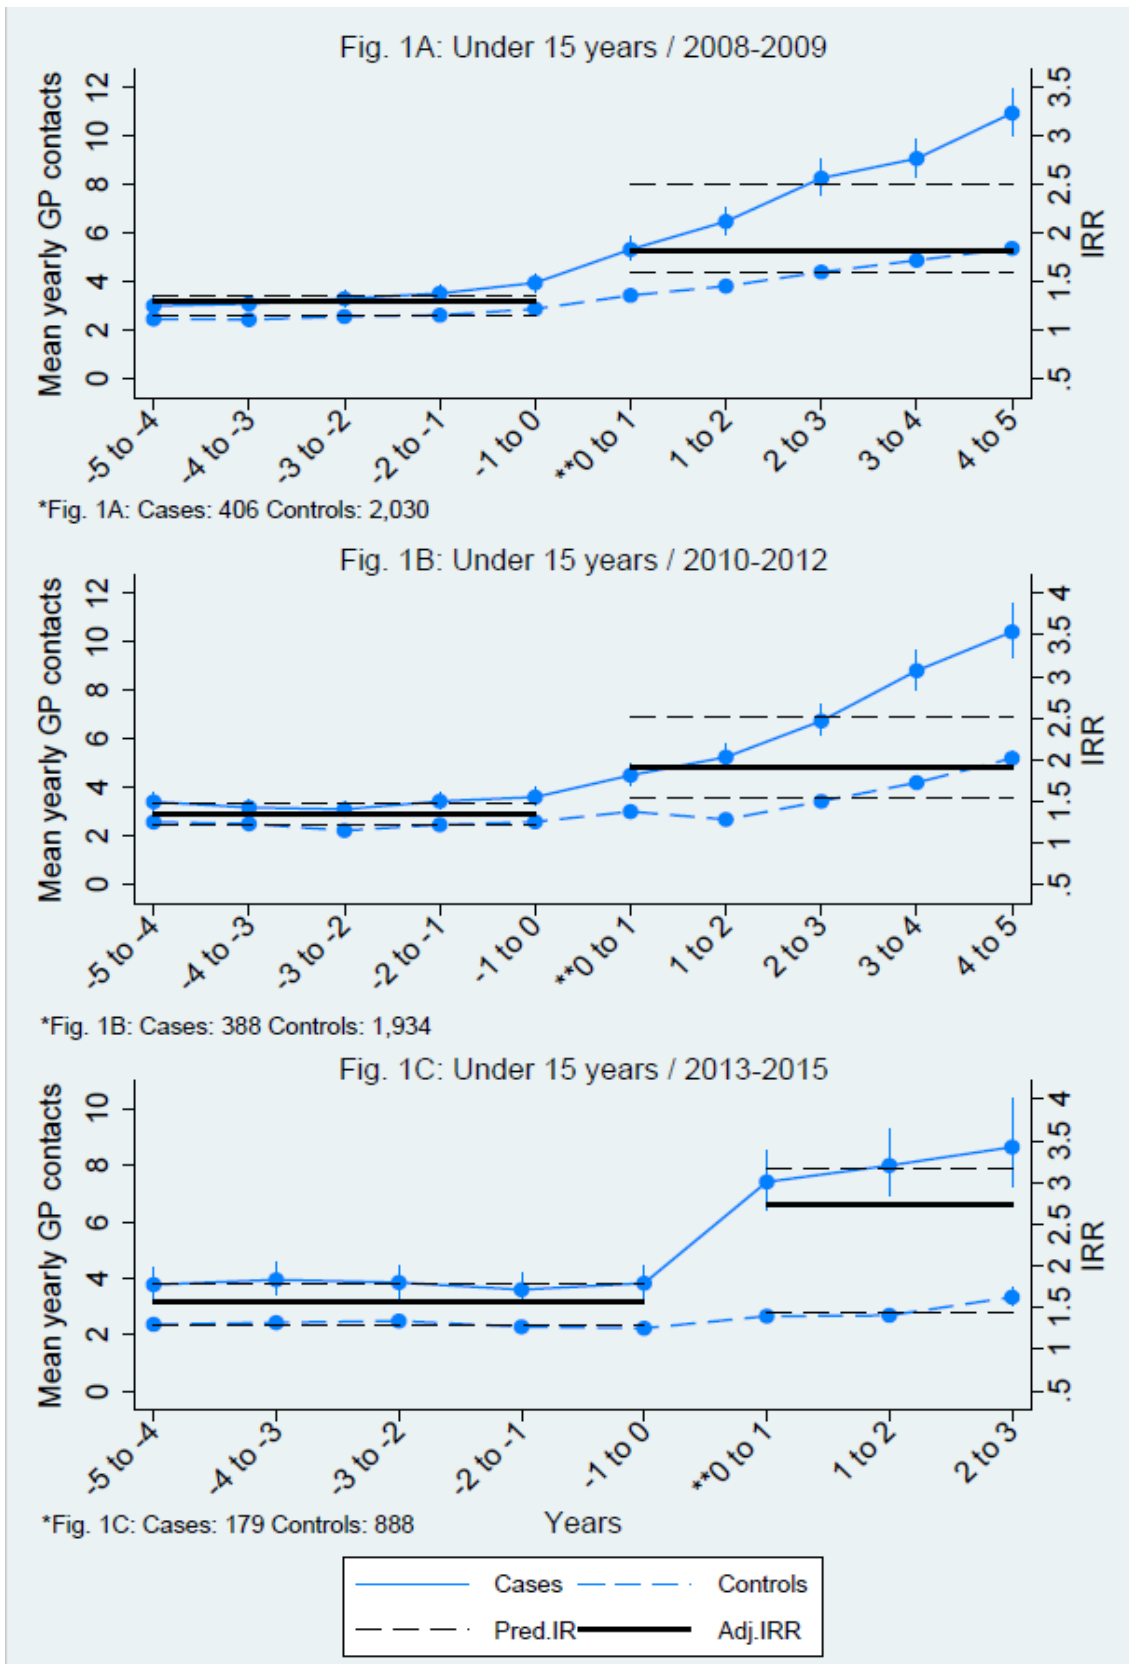 Fig. 1A: Under 15 years / 2008-2009
Mean yearly GP contacts
12
10
8
6
4
2
0
3.5
3
2.5
2
1.5
1
.5
IRR
-5 to -4
-4 to -3
-3 to -2
-2 to -1
-1 to 0
**0 to 1
1 to 2
2 to 3
3 to 4
4 to 5
*Fig. 1A: Cases: 406 Controls: 2,030
Fig. 1B: Under 15 years / 2010-2012
Mean yearly GP contacts
12
10
8
6
4
2
0
4
3.5
3
2.5
2
1.5
1
.5
IRR
-5 to -4
-4 to -3
-3 to -2
-2 to -1
-1 to 0
**0 to 1
1 to 2
2 to 3
3 to 4
4 to 5
*Fig. 1B: Cases: 388 Controls: 1,934
Fig. 1C: Under 15 years / 2013-2015
Mean yearly GP contacts
10
8
6
4
2
0
4
3.5
3
2.5
2
1.5
1
.5
IRR
-5 to -4
-4 to -3
-3 to -2
-2 to -1
-1 to 0
**0 to 1
1 to 2
2 to 3
*Fig. 1C: Cases: 179 Controls: 888
Years
Cases
Controls
Pred.IR
Adj.IRR